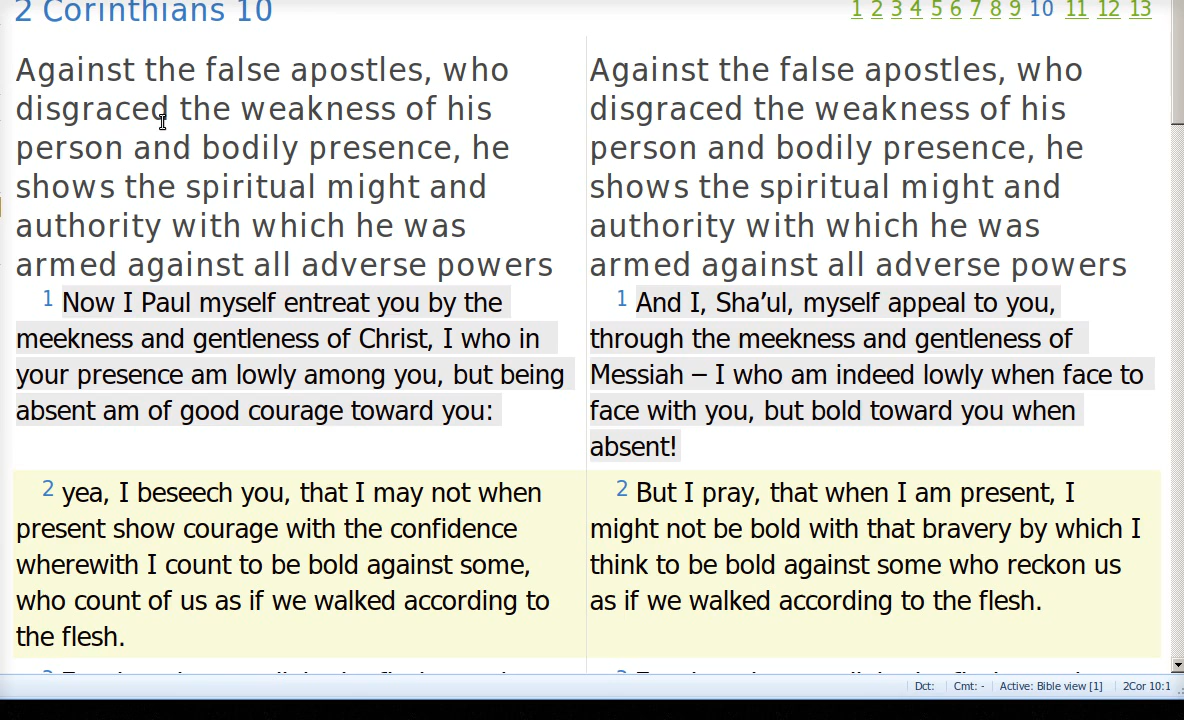 2 Corinthians 10
1 2 3 4 5 6 7 8 9 10 11 12 13
Against the false apostles, who
disgraced the weakness of his
person and bodily presence, he
shows the spiritual might and
authority with which he was
armed against all adverse powers
1 Now I Paul myself entreat you by the
meekness and gentleness of Christ, I who in
your presence am lowly among you, but being
absent am of good courage toward you:
2 yea, I beseech you, that I may not when
present show courage with the confidence
wherewith I count to be bold against some,
who count of us as if we walked according to
the flesh.
Against the false apostles, who
disgraced the weakness of his
person and bodily presence, he
shows the spiritual might and
authority with which he was
armed against all adverse powers
1 And I, Sha’ul, myself appeal to you,
through the meekness and gentleness of
Messiah – I who am indeed lowly when face to
face with you, but bold toward you when
absent!
2 But I pray, that when I am present, I
might not be bold with that bravery by which I
think to be bold against some who reckon us
as if we walked according to the flesh.
Dct: Cmt: - Active: Bible view [1] 2Cor 10:1